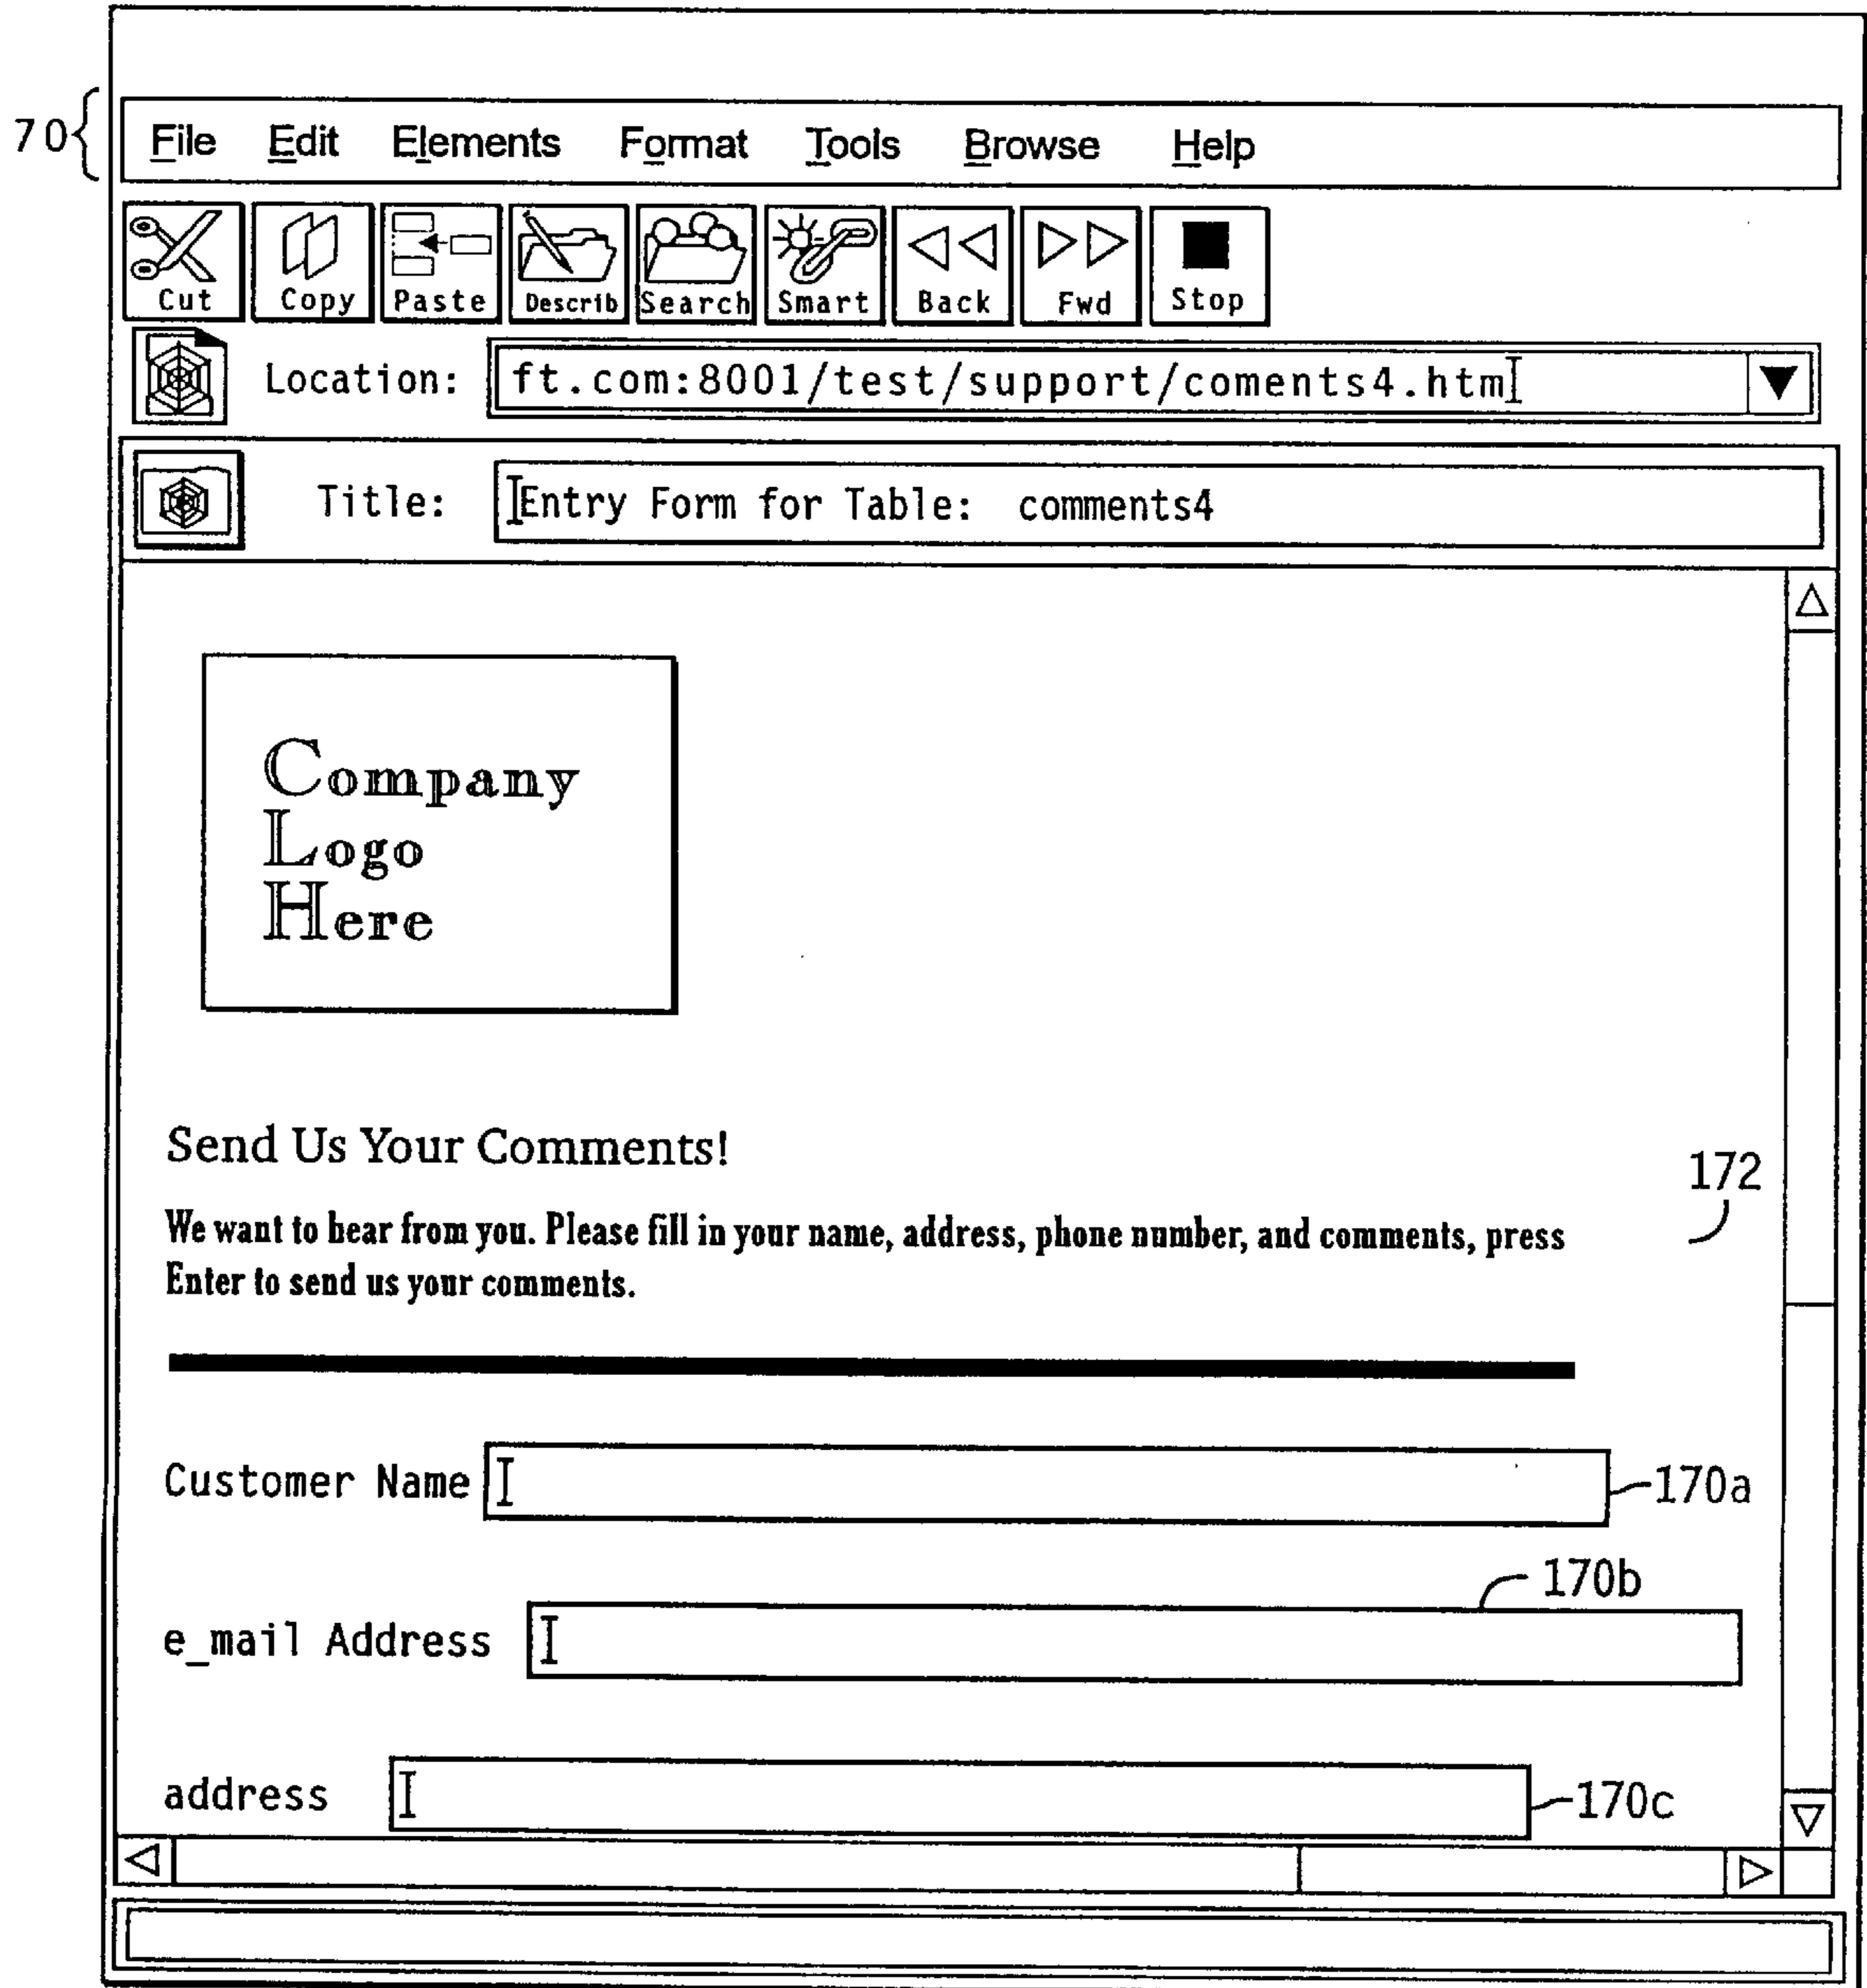 70
File Edit Elements Format Tools Browse Help
Cut Copy Paste Describ Search Smart Back Fwd Stop
Location: ft.com:8001/test/support/coments4.htm
Title: Entry Form for Table: comments4
Company
Logo
Here
Send Us Your Comments!
172
We want to hear from you. Please fill in your name, address, phone number, and comments, press
Enter to send us your comments.
Customer Name 170a
170b
e_mail Address
address 170c